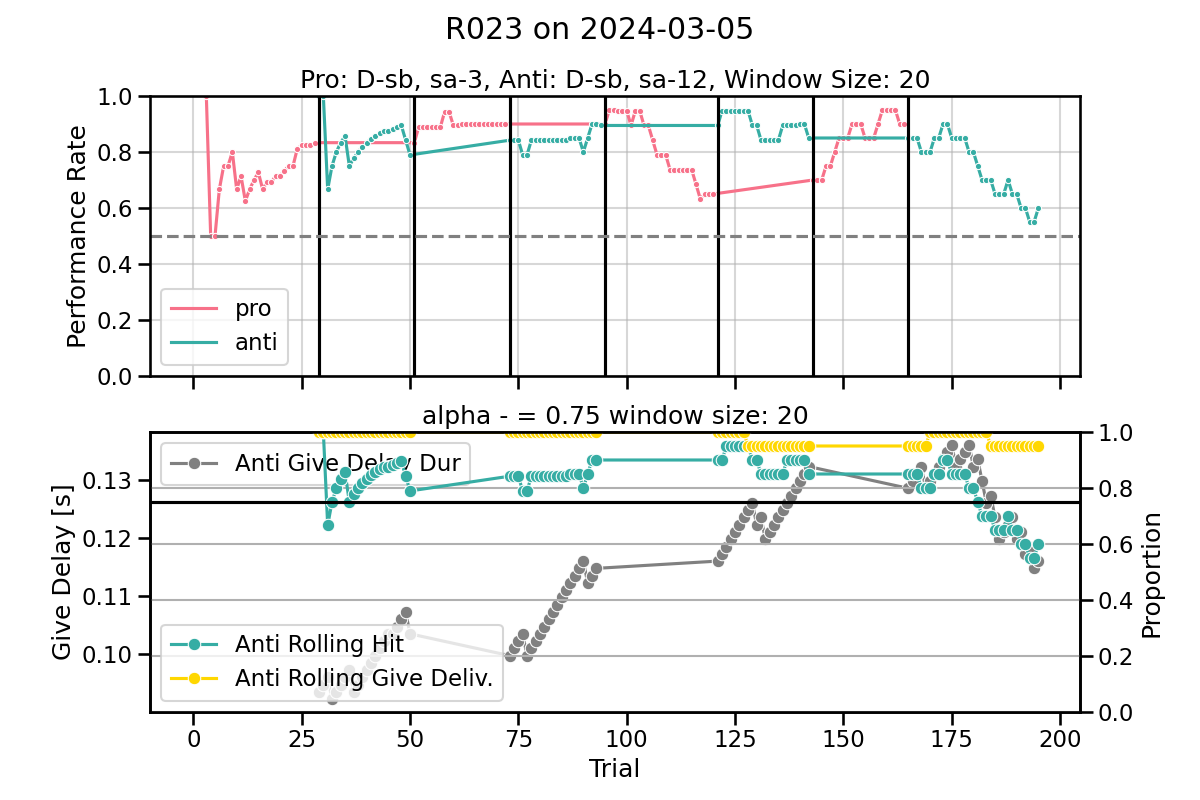 R023 on 2024-03-05
Pro: D-sb, sa-3, Anti: D-sb, sa-12, Window Size: 20
Performance Rate
1.0
0.8
0.6
0.4
0.2
0.0
pro
anti
alpha - = 0.75 window size: 20
Give Delay [s]
0.13
0.12
0.11
0.10
Anti Give Delay Dur
Anti Rolling Hit
Anti Rolling Give Deliv.
1.0
0.8
0.6
0.4
0.2
0.0
Proportion
0 25 50 75 100 125 150 175 200
Trial